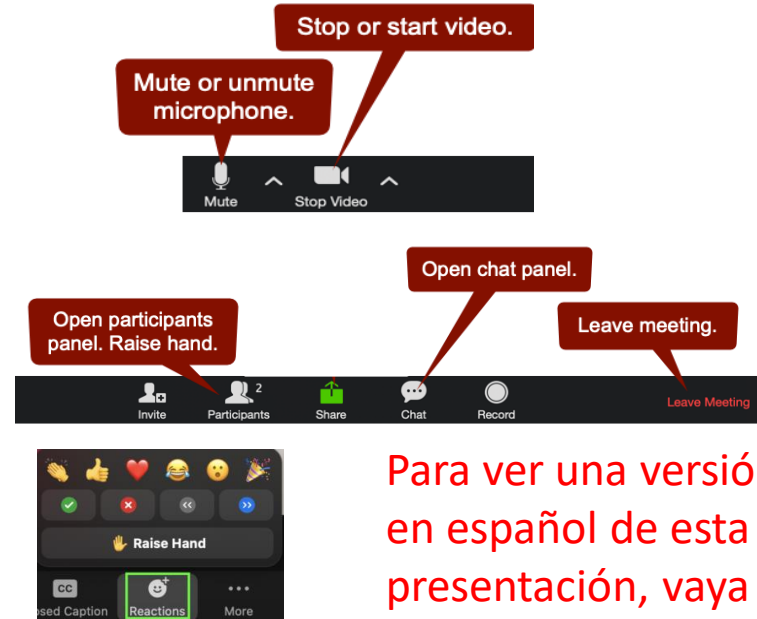 Stop or start video.
Mute or unmute
microphone.
Mute
Stop Video
Open chat panel.
Open participants
panel. Raise hand.
Leave meeting.
2
Invite
Participants
Share
Chat
Record
Leave Meeting
Raise Hand
CC
osed Caption
Reactions
More
Para ver una versió
en español de esta
presentación, vaya